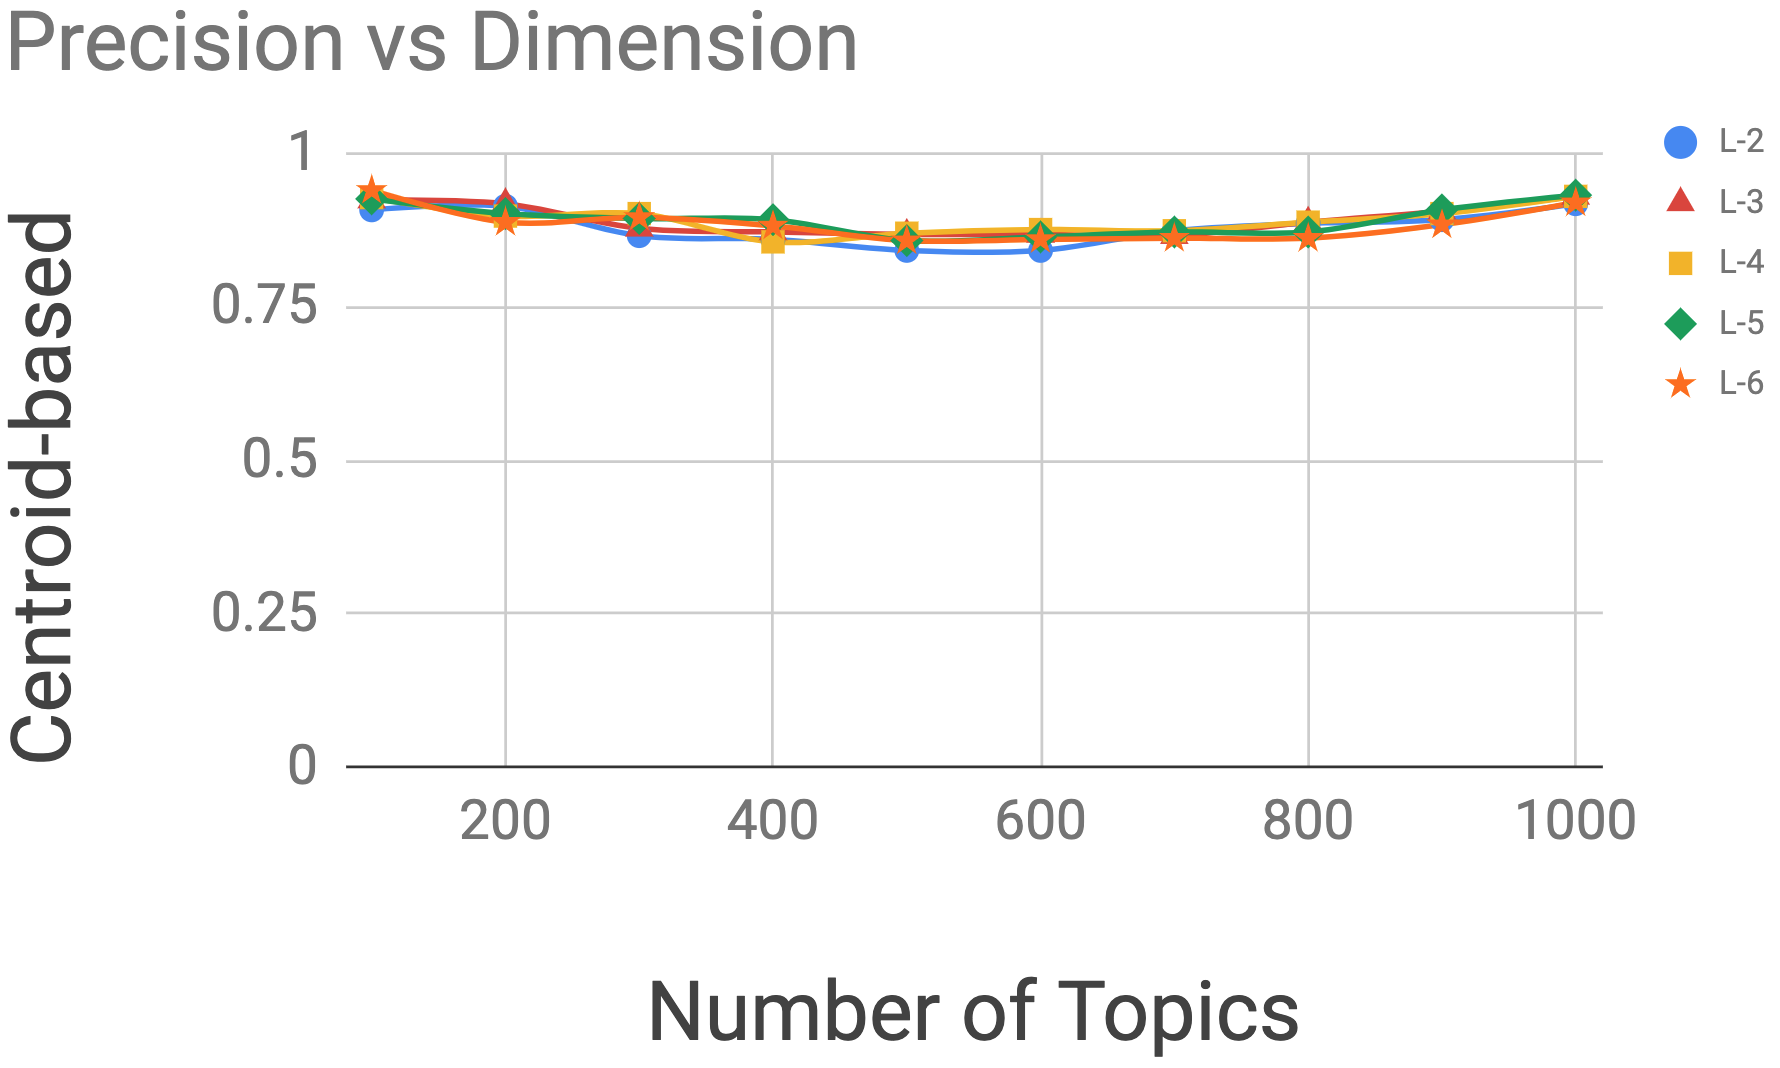 Precision vs Dimension
Centroid-based
1
0.75
0.5
0.25
0
200
400
600
800
1000
Number of Topics
L-2
L-3
L-4
L-5
L-6